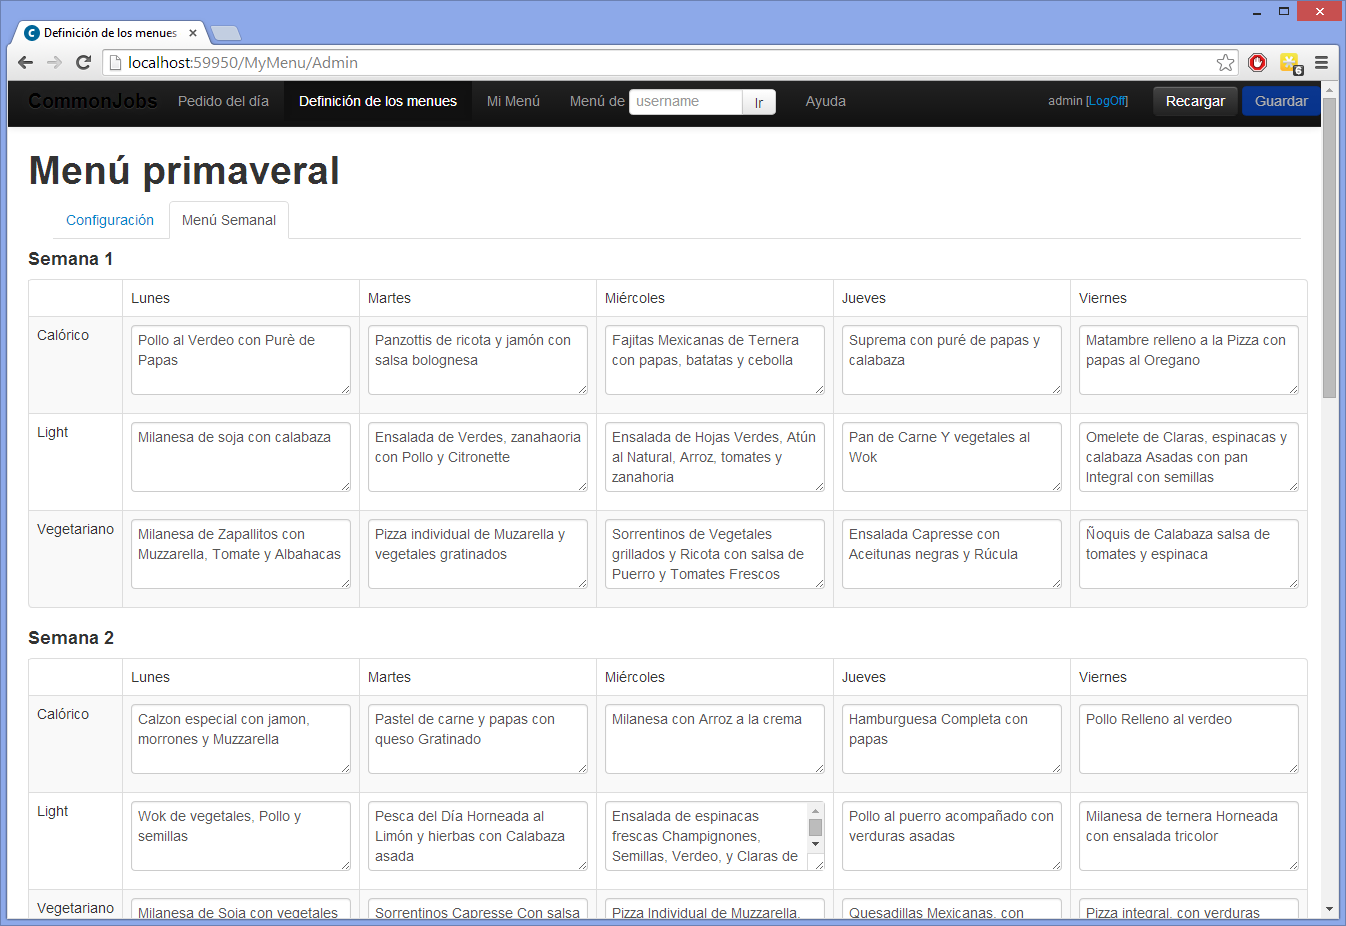 Definición de los menues
localhost:59950/MyMenu/Admin
6
CommonJobs Pedido del día Definición de los menues Mi Menú Menú de username Ir Ayuda admin [LogOff] Recargar Guardar
Menú primaveral
Configuración Menú Semanal
Semana 1
Lunes Martes Miércoles Jueves Viernes
Calórico
Pollo al Verdeo con Purè de
Papas
Panzottis de ricota y jamón con
salsa bolognesa
Fajitas Mexicanas de Ternera
con papas, batatas y cebolla
Suprema con puré de papas y
calabaza
Matambre relleno a la Pizza con
papas al Oregano
Light
Milanesa de soja con calabaza
Ensalada de Verdes, zanahaoria
con Pollo y Citronette
Ensalada de Hojas Verdes, Atún
al Natural, Arroz, tomates y
zanahoria
Pan de Carne Y vegetales al
Wok
Omelete de Claras, espinacas y
calabaza Asadas con pan
Integral con semillas
Vegetariano
Milanesa de Zapallitos con
Muzzarella, Tomate y Albahacas
Pizza individual de Muzarella y
vegetales gratinados
Sorrentinos de Vegetales
grillados y Ricota con salsa de
Puerro y Tomates Frescos
Ensalada Capresse con
Aceitunas negras y Rúcula
Ñoquis de Calabaza salsa de
tomates y espinaca
Semana 2
Lunes Martes Miércoles Jueves Viernes
Calórico
Calzon especial con jamon,
morrones y Muzzarella
Pastel de carne y papas con
queso Gratinado
Milanesa con Arroz a la crema
Hamburguesa Completa con
papas
Pollo Relleno al verdeo
Light
Wok de vegetales, Pollo y
semillas
Pesca del Día Horneada al
Limón y hierbas con Calabaza
asada
Ensalada de espinacas
frescas Champignones,
Semillas, Verdeo, y Claras de
Pollo al puerro acompañado con
verduras asadas
Milanesa de ternera Horneada
con ensalada tricolor
Vegetariano
Milanesa de Soja con vegetales
Sorrentinos Capresse Con salsa
Pizza Individual de Muzzarella,
Quesadillas Mexicanas, con
Pizza integral, con verduras